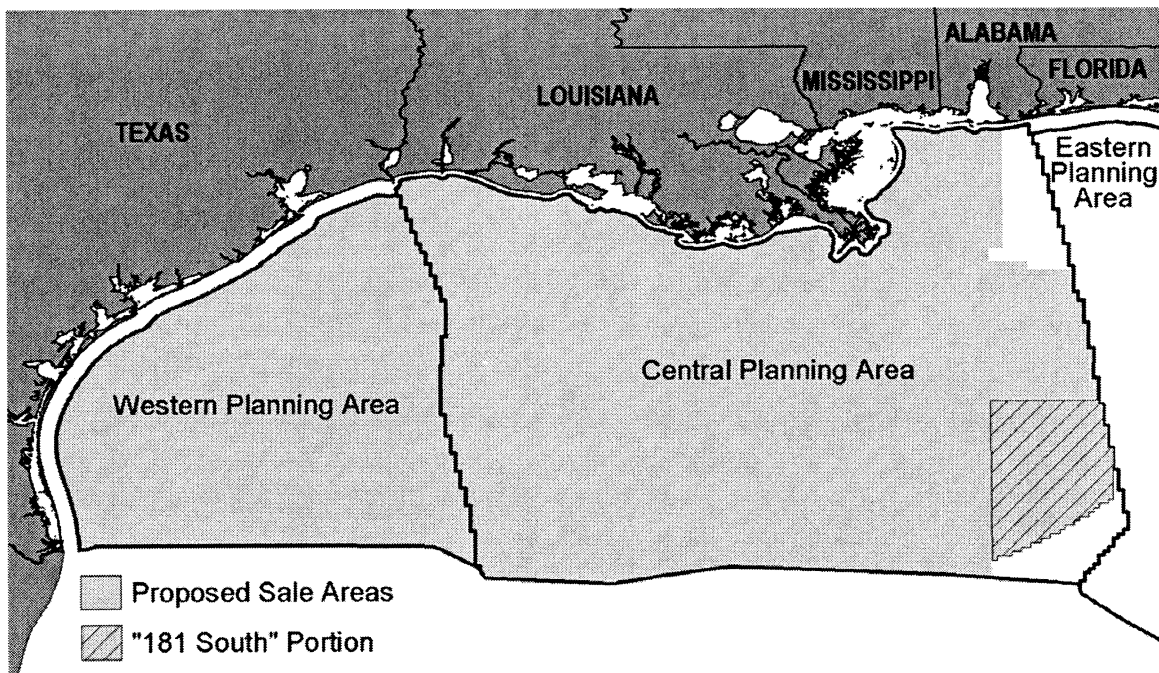 ALABAMA
FLORIDA
MISSISSIPPI
LOUISIANA
TEXAS
Eastern
Planning
Area
Central Planning Area
Western Planning Area
Proposed Sale Areas
"181 South" Portion